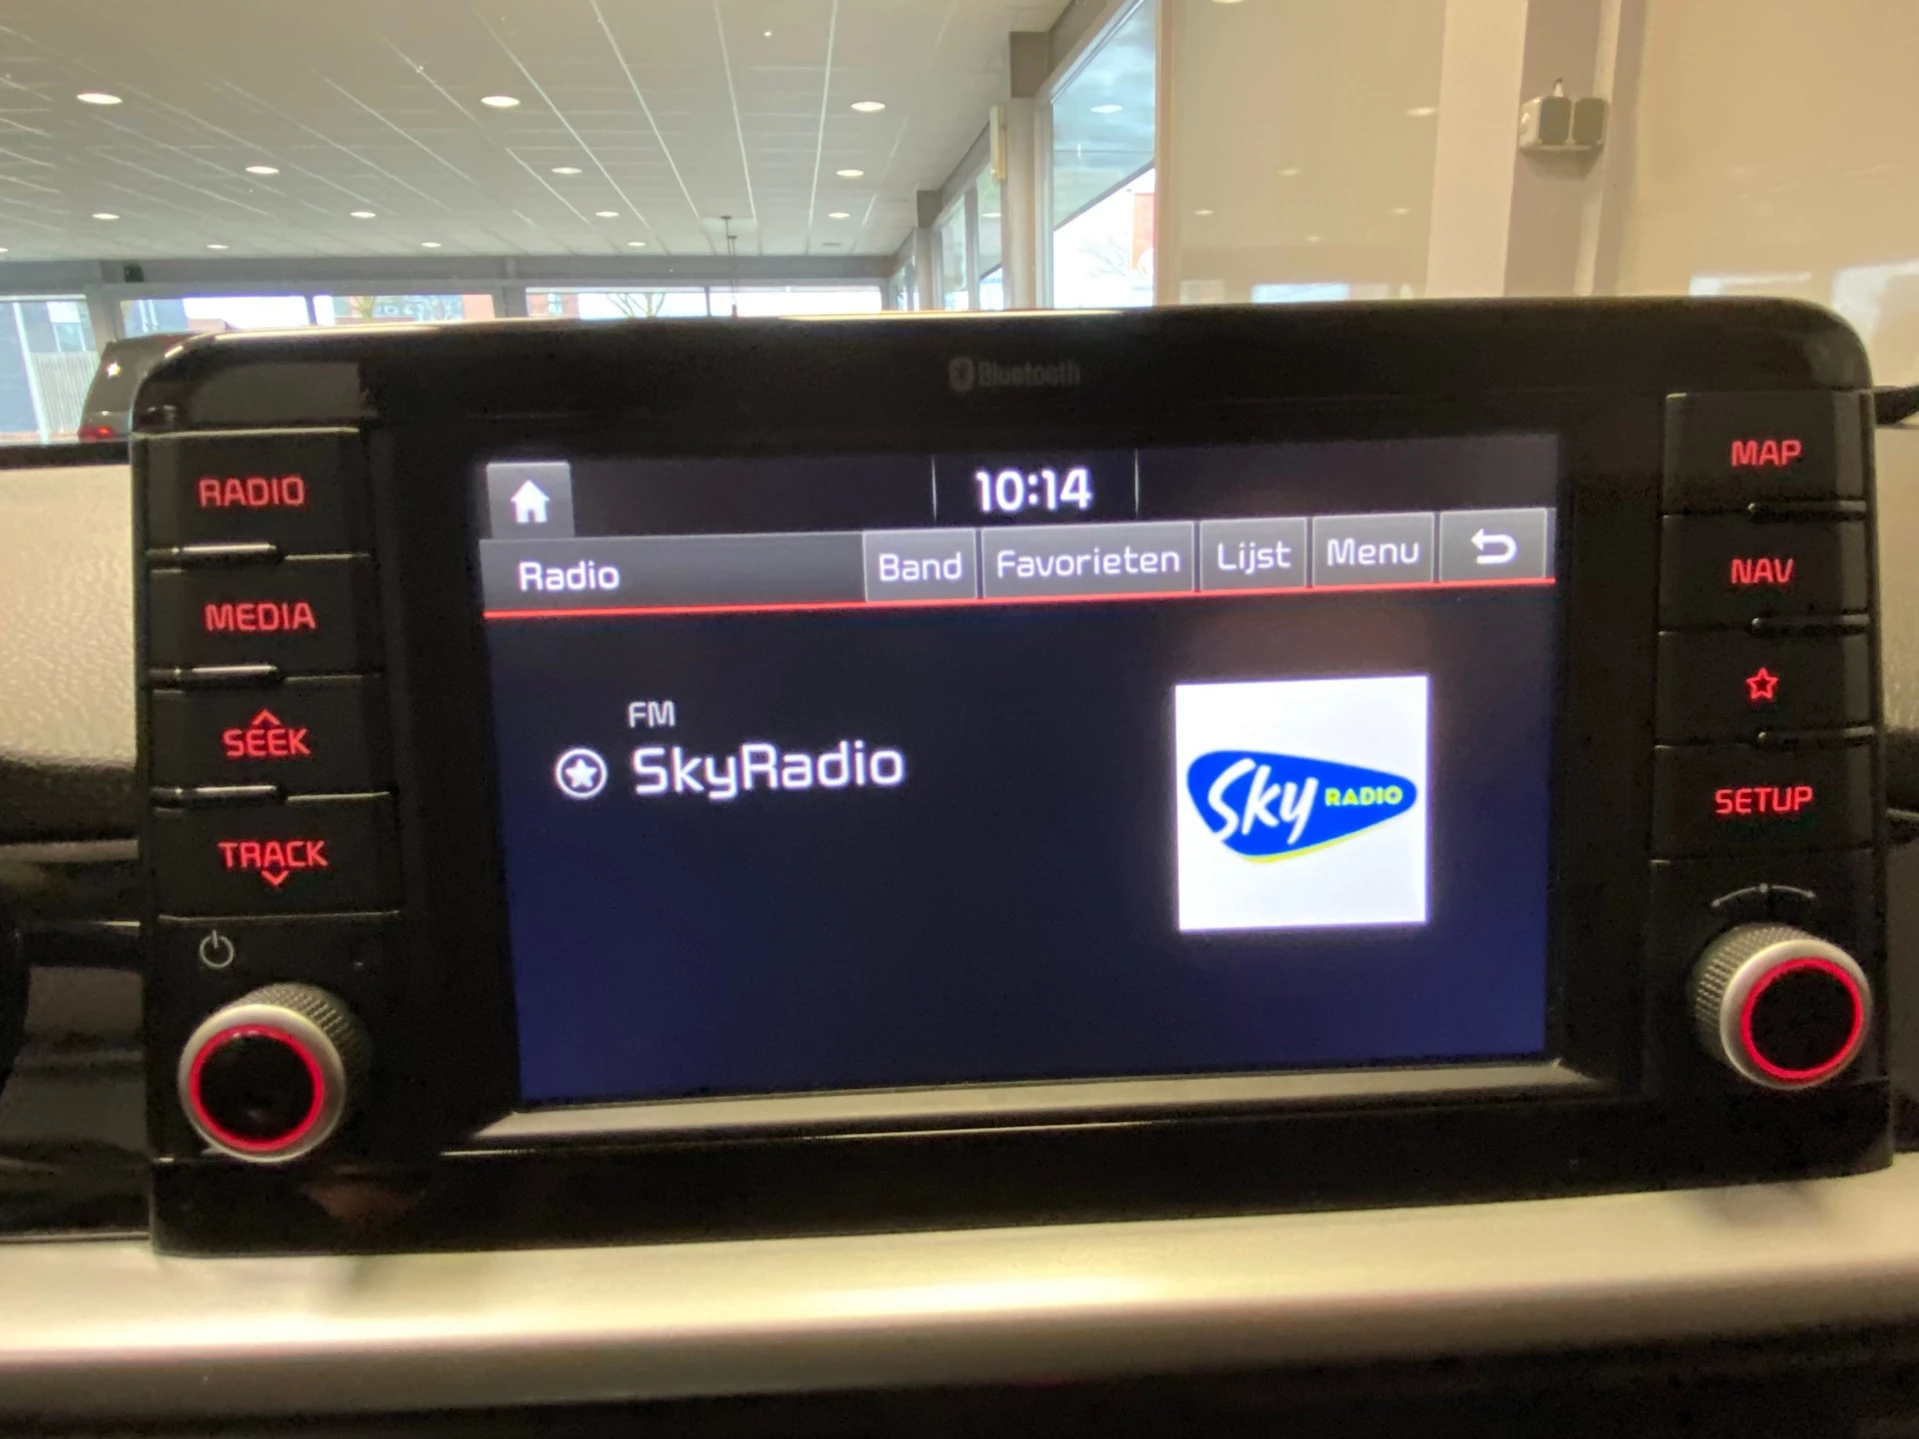 Bluetooth
RADIO
MEDIA
SEEK
TRACK
10:14
Radio
Band
Favorieten
Lijst
Menu
FM
SkyRadio
Sky RADIO
MAP
NAV
SETUP